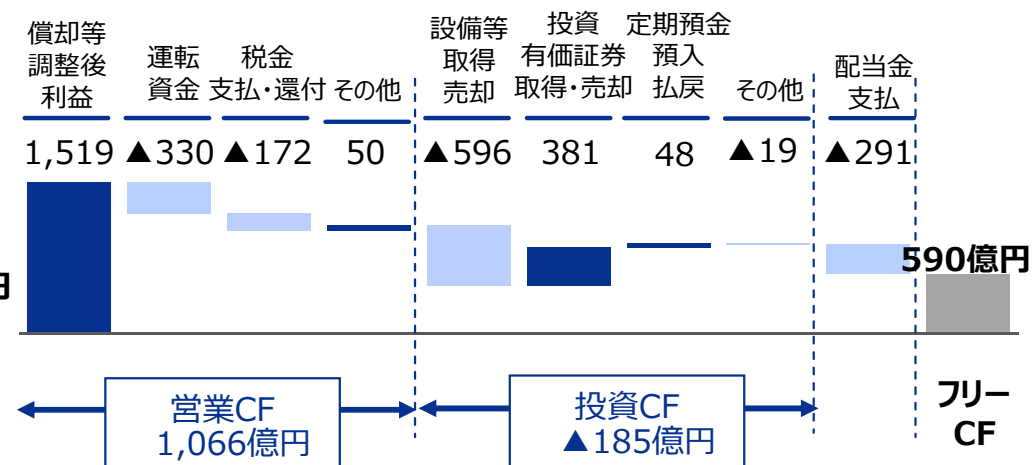 償却等
調整後
利益
1,519
運転
資金
▲330
税金
支払・還付
▲172
その他
50
設備等
取得
売却
▲596
投資
有価証券
取得・売却
381
定期預金
預入
払戻
48
その他
▲19
配当金
支払
▲291
円
590億円
営業CF
1,066億円
投資CF
▲185億円
フリー
CF